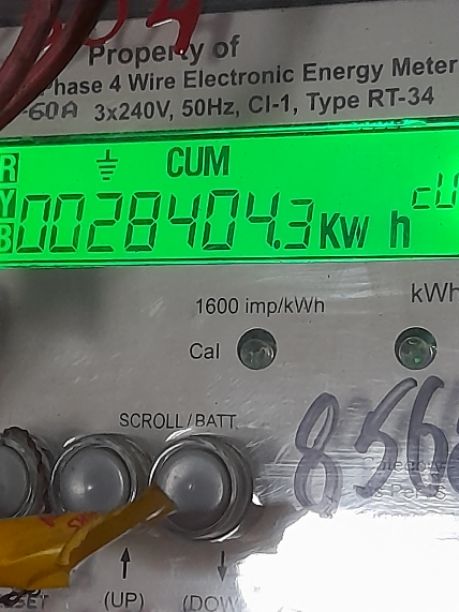 Property of
Phase 4 Wire Electronic Energy Meter
-60A 3x240V, 50Hz, Cl-1, Type RT-34
R CUM
Y 0028404.3 Kw h
B
1600 imp/kWh kWh
Cal
SCROLL/BATT.
856
(UP)